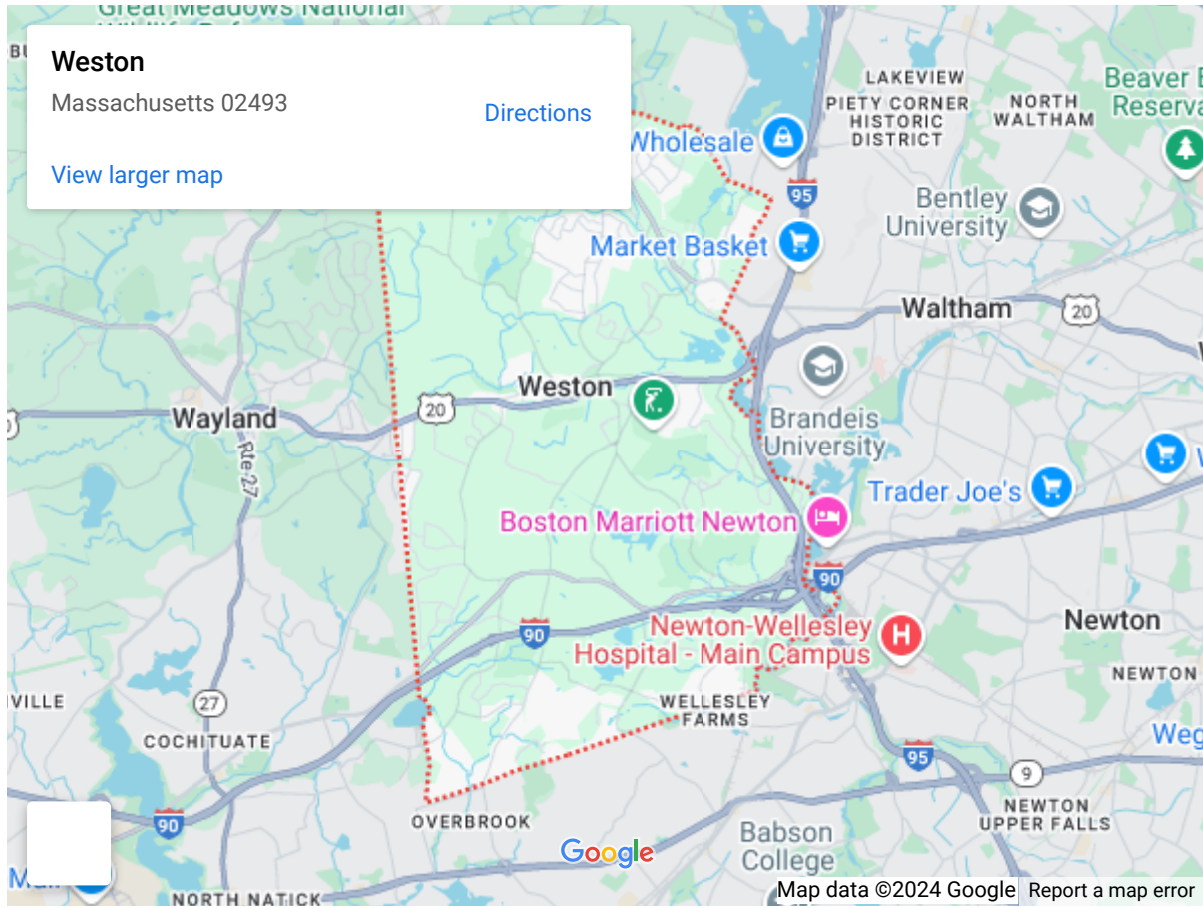 Great Meadows National
Weston
Massachusetts 02493
Directions
View larger map
LAKEVIEW
PIETY CORNER
HISTORIC
DISTRICT
NORTH
WALTHAM
Beaver
Wholesale
95
Bentley
University
Market Basket
Waltham
20
Weston
20
Wayland
Rte-27
Brandeis
University
Trader Joe's
Boston Marriott Newton
90
90
Newton-Wellesley
Hospital - Main Campus
Newton
NEWTON
WELLESLEY
FARMS
VILLE
27
COCHITUATE
Weg
95
9
NEWTON
UPPER FALLS
90
OVERBROOK
Google
Babson
College
NORTH NATICK
Map data ©2024 Google
Report a map error